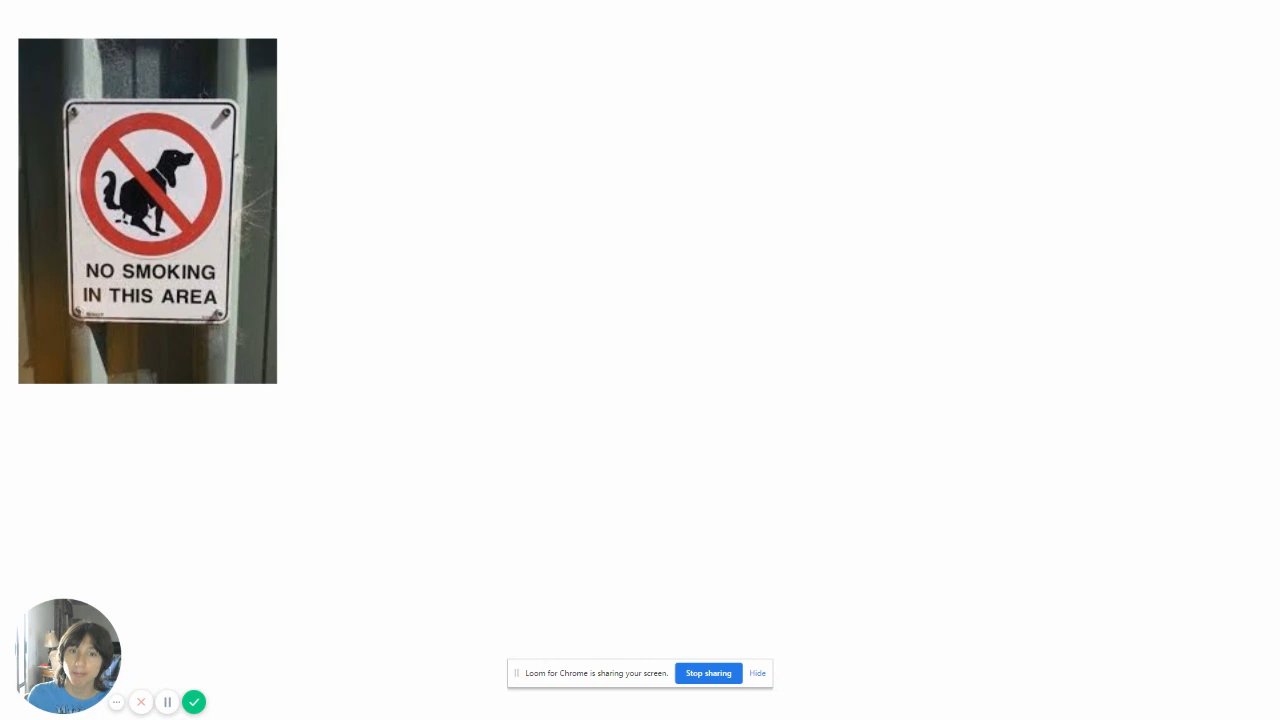 NO SMOKING
IN THIS AREA
Loom for Chrome is sharing your screen. Stop sharing Hide